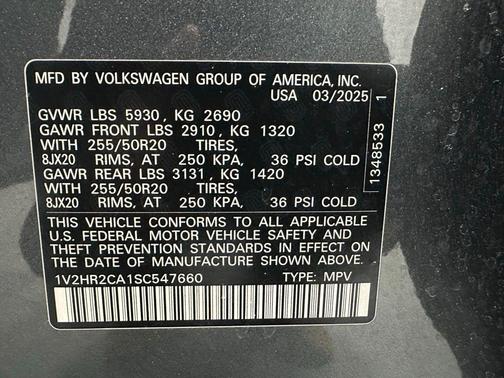 MFD BY VOLKSWAGEN GROUP OF AMERICA, INC.
USA 03/2025
GVWR LBS 5930 , KG 2690
GAWR FRONT LBS 2910 , KG 1320
WITH 255/50R20 TIRES,
8JX20 RIMS, AT 250 KPA, 36 PSI COLD
GAWR REAR LBS 3131 , KG 1420
WITH 255/50R20 TIRES,
8JX20 RIMS, AT 250 KPA, 36 PSI COLD
THIS VEHICLE CONFORMS TO ALL APPLICABLE
U.S. FEDERAL MOTOR VEHICLE SAFETY AND
THEFT PREVENTION STANDARDS IN EFFECT ON
THE DATE OF MANUFACTURE SHOWN ABOVE.
1V2HR2CA1SC547660 TYPE: MPV
1348533 1